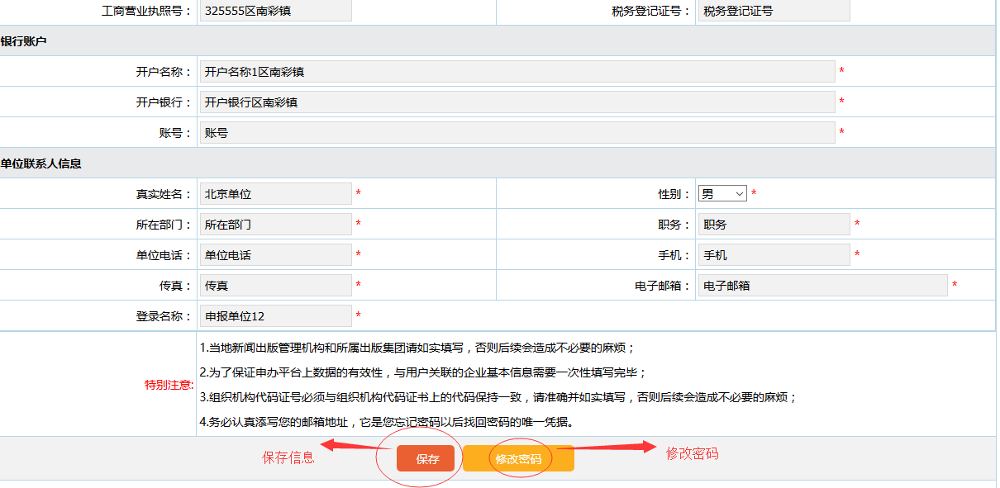 工商营业执照号： 325555区南彩镇 税务登记证号： 税务登记证号
银行账户
开户名称： 开户名称1区南彩镇 *
开户银行： 开户银行区南彩镇 *
账号： 账号 *
单位联系人信息
真实姓名： 北京单位 * 性别： 男 *
所在部门： 所在部门 * 职务： 职务 *
单位电话： 单位电话 * 手机： 手机 *
传真： 传真 * 电子邮箱： 电子邮箱 *
登录名称： 申报单位12 *
特别注意:
1.当地新闻出版管理机构和所属出版集团请如实填写，否则后续会造成不必要的麻烦；
2.为了保证申办平台上数据的有效性，与用户关联的企业基本信息需要一次性填写完毕；
3.组织机构代码证号必须与组织机构代码证书上的代码保持一致，请准确并如实填写，否则后续会造成不必要的麻烦；
4.务必认真添写您的邮箱地址，它是您忘记密码以后找回密码的唯一凭据。
保存信息 保存 修改密码 修改密码